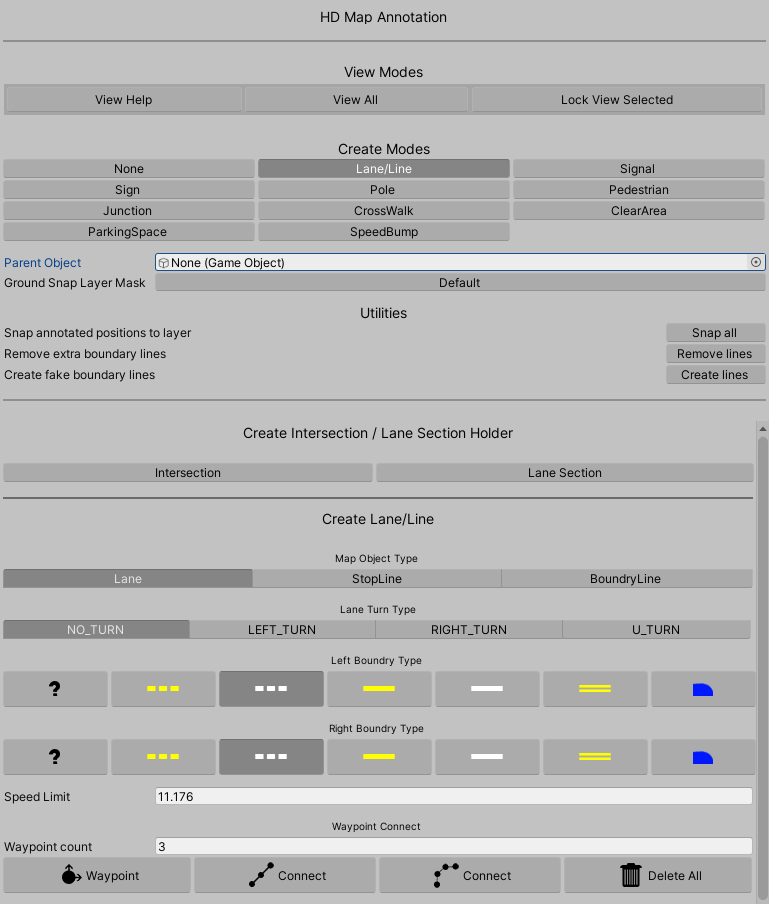 HD Map Annotation
View Modes
View Help View All Lock View Selected
Create Modes
None Lane/Line Signal
Sign Pole Pedestrian
Junction CrossWalk ClearArea
ParkingSpace SpeedBump
Parent Object None (Game Object)
Ground Snap Layer Mask Default
Utilities
Snap annotated positions to layer Snap all
Remove extra boundary lines Remove lines
Create fake boundary lines Create lines
Create Intersection / Lane Section Holder
Intersection Lane Section
Create Lane/Line
Map Object Type
Lane StopLine BoundryLine
Lane Turn Type
NO_TURN LEFT_TURN RIGHT_TURN U_TURN
Left Boundry Type
?
Right Boundry Type
?
Speed Limit 11.176
Waypoint Connect
Waypoint count 3
Waypoint Connect Connect Delete All